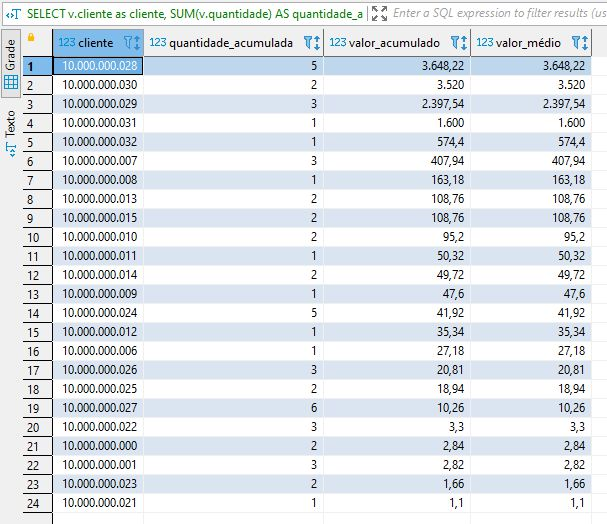 SELECT v.cliente as cliente, SUM(v.quantidade) AS quantidade_a Enter a SQL expression to filter results (us
Grade
Texto
123 cliente 123 quantidade_acumulada 123 valor_acumulado 123 valor_médio
1 10.000.000.028 5 3.648,22 3.648,22
2 10.000.000.030 2 3.520 3.520
3 10.000.000.029 3 2.397,54 2.397,54
4 10.000.000.031 1 1.600 1.600
5 10.000.000.032 1 574,4 574,4
6 10.000.000.007 3 407,94 407,94
7 10.000.000.008 1 163,18 163,18
8 10.000.000.013 2 108,76 108,76
9 10.000.000.015 2 108,76 108,76
10 10.000.000.010 2 95,2 95,2
11 10.000.000.011 1 50,32 50,32
12 10.000.000.014 2 49,72 49,72
13 10.000.000.009 1 47,6 47,6
14 10.000.000.024 5 41,92 41,92
15 10.000.000.012 1 35,34 35,34
16 10.000.000.006 1 27,18 27,18
17 10.000.000.026 3 20,81 20,81
18 10.000.000.025 2 18,94 18,94
19 10.000.000.027 6 10,26 10,26
20 10.000.000.022 3 3,3 3,3
21 10.000.000.000 2 2,84 2,84
22 10.000.000.001 3 2,82 2,82
23 10.000.000.023 2 1,66 1,66
24 10.000.000.021 1 1,1 1,1